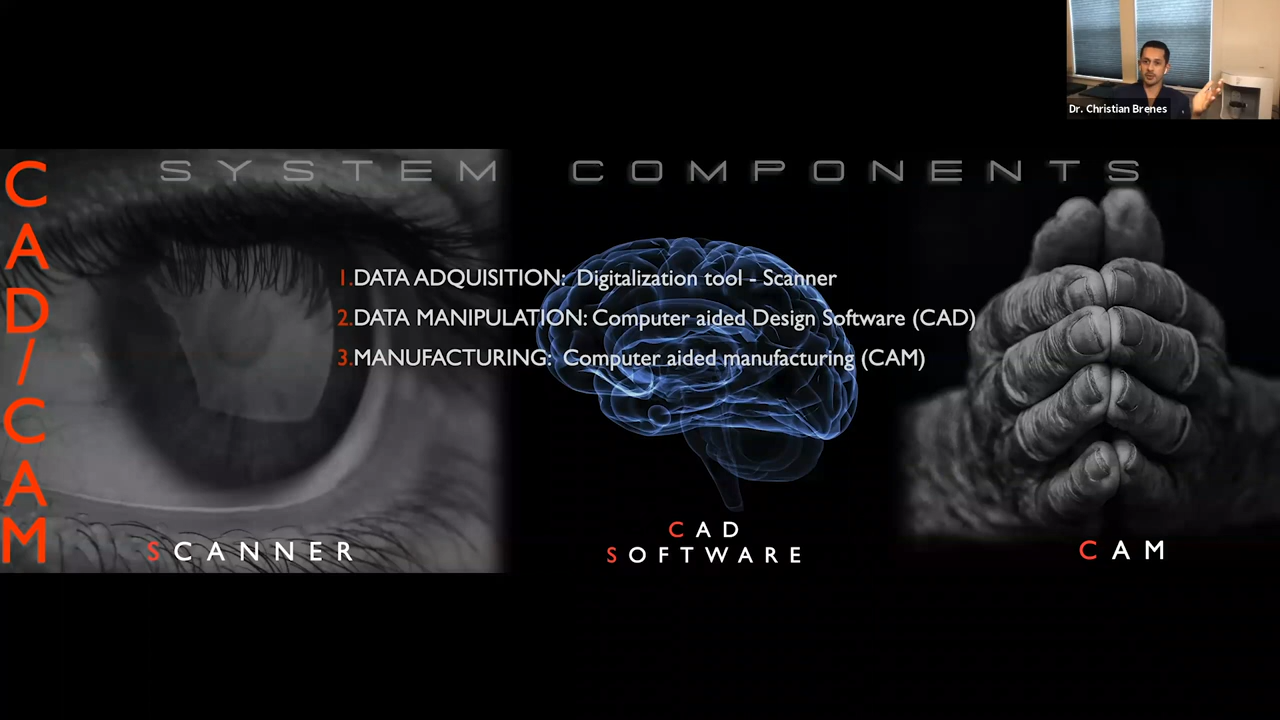 Dr. Christian Brenes
SYSTEM COMPONENTS
CAD/CAM
1.DATA ADQUISITION: Digitalization tool - Scanner
2.DATA MANIPULATION: Computer aided Design Software (CAD)
3.MANUFACTURING: Computer aided manufacturing (CAM)
SCANNER
CAD
SOFTWARE
CAM